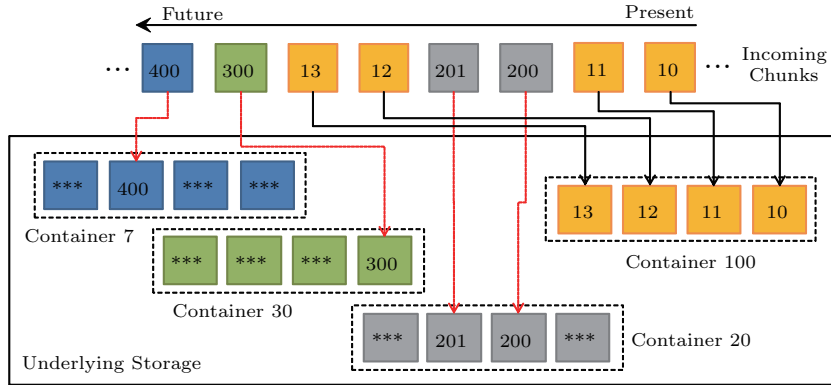 Future
Present
... 400 300 13 12 201 200 11 10 ... Incoming
Chunks
*** 400 *** ***
Container 7
13 12 11 10
Container 100
*** *** *** 300
Container 30
*** 201 200 ***
Container 20
Underlying Storage